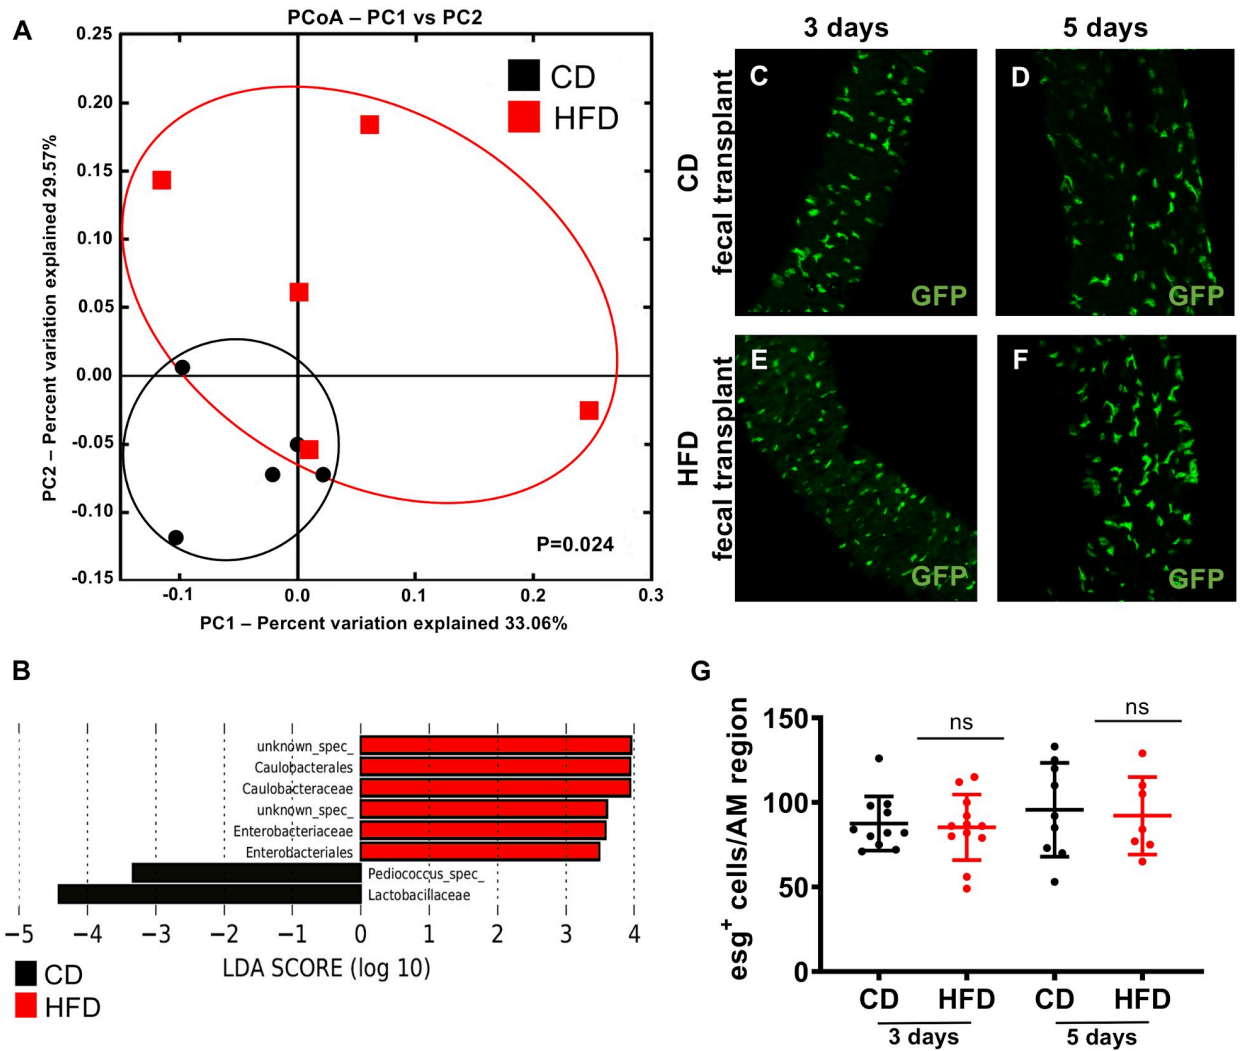 A
PCoA – PC1 vs PC2
CD
HFD
0.25
0.20
0.15
0.10
0.05
0.00
-0.05
-0.10
-0.15
PC2 – Percent variation explained 29.57%
P=0.024
-0.1
0.0
0.1
0.2
0.3
PC1 – Percent variation explained 33.06%
3 days
5 days
CD
fecal transplant
C
GFP
D
GFP
HFD
fecal transplant
E
GFP
F
GFP
B
unknown_spec_
Caulobacterales
Caulobacteraceae
unknown_spec_
Enterobacteriaceae
Enterobacteriales
Pediococcus_spec_
Lactobacillaceae
−5 −4 −3 −2 −1 0 1 2 3 4
LDA SCORE (log 10)
CD
HFD
G
esg+ cells/AM region
150
100
50
0
ns
ns
CD HFD CD HFD
3 days 5 days